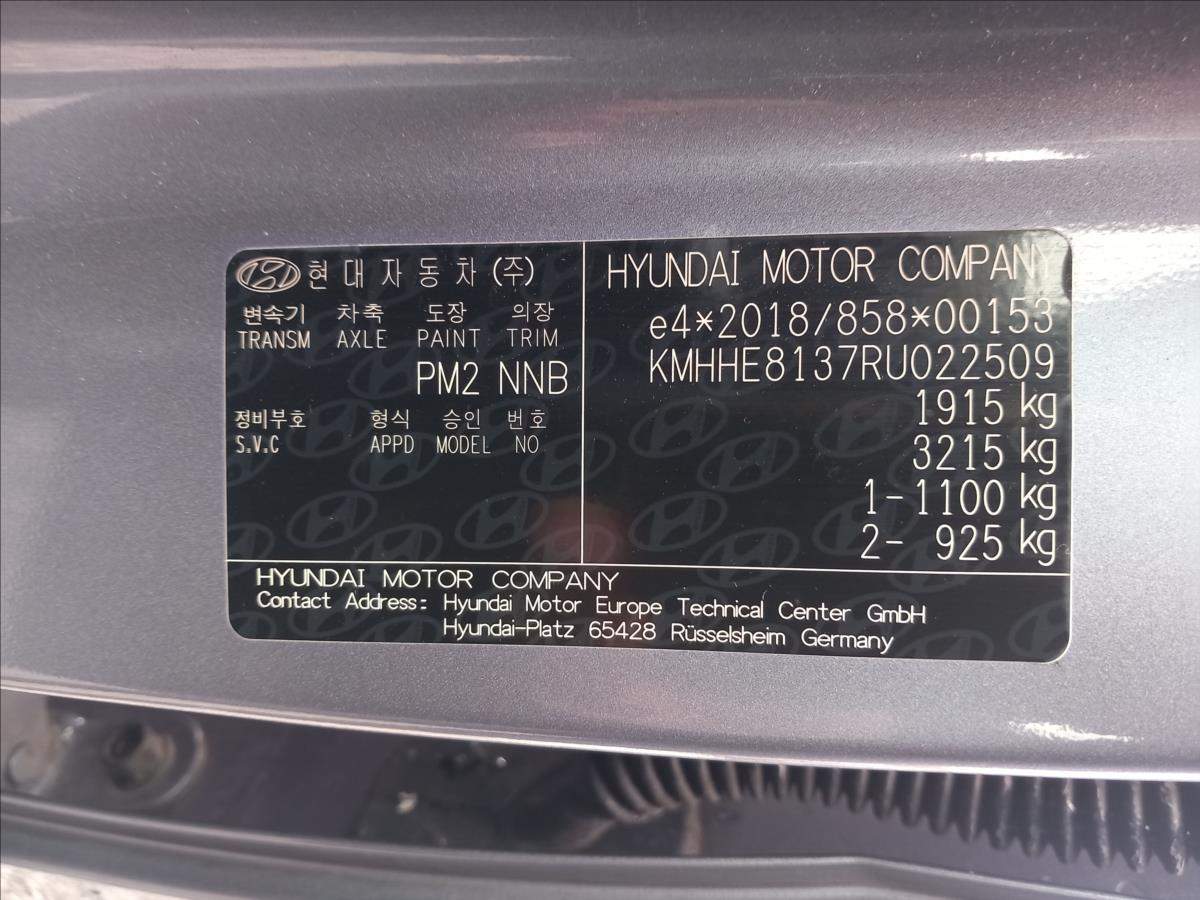 현대자동차(주)
변속기 차축 도장 의장
TRANSM AXLE PAINT TRIM
PM2 NNB
정비부호 형식 승인 번호
S.V.C APPD MODEL NO
HYUNDAI MOTOR COMPANY
e4*2018/858*00153
KMHHE8137RU022509
1915 kg
3215 kg
1- 1100 kg
2- 925 kg
HYUNDAI MOTOR COMPANY
Contact Address: Hyundai Motor Europe Technical Center GmbH
Hyundai-Platz 65428 Rüsselsheim Germany